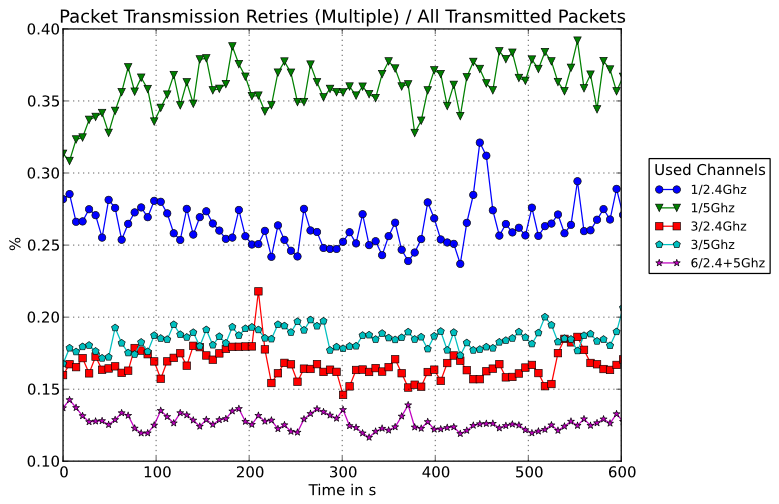 Packet Transmission Retries (Multiple) / All Transmitted Packets
0.40
0.35
0.30
0.25
0.20
0.15
0.10
%
0 100 200 300 400 500 600
Time in s
Used Channels
1/2.4Ghz
1/5Ghz
3/2.4Ghz
3/5Ghz
6/2.4+5Ghz